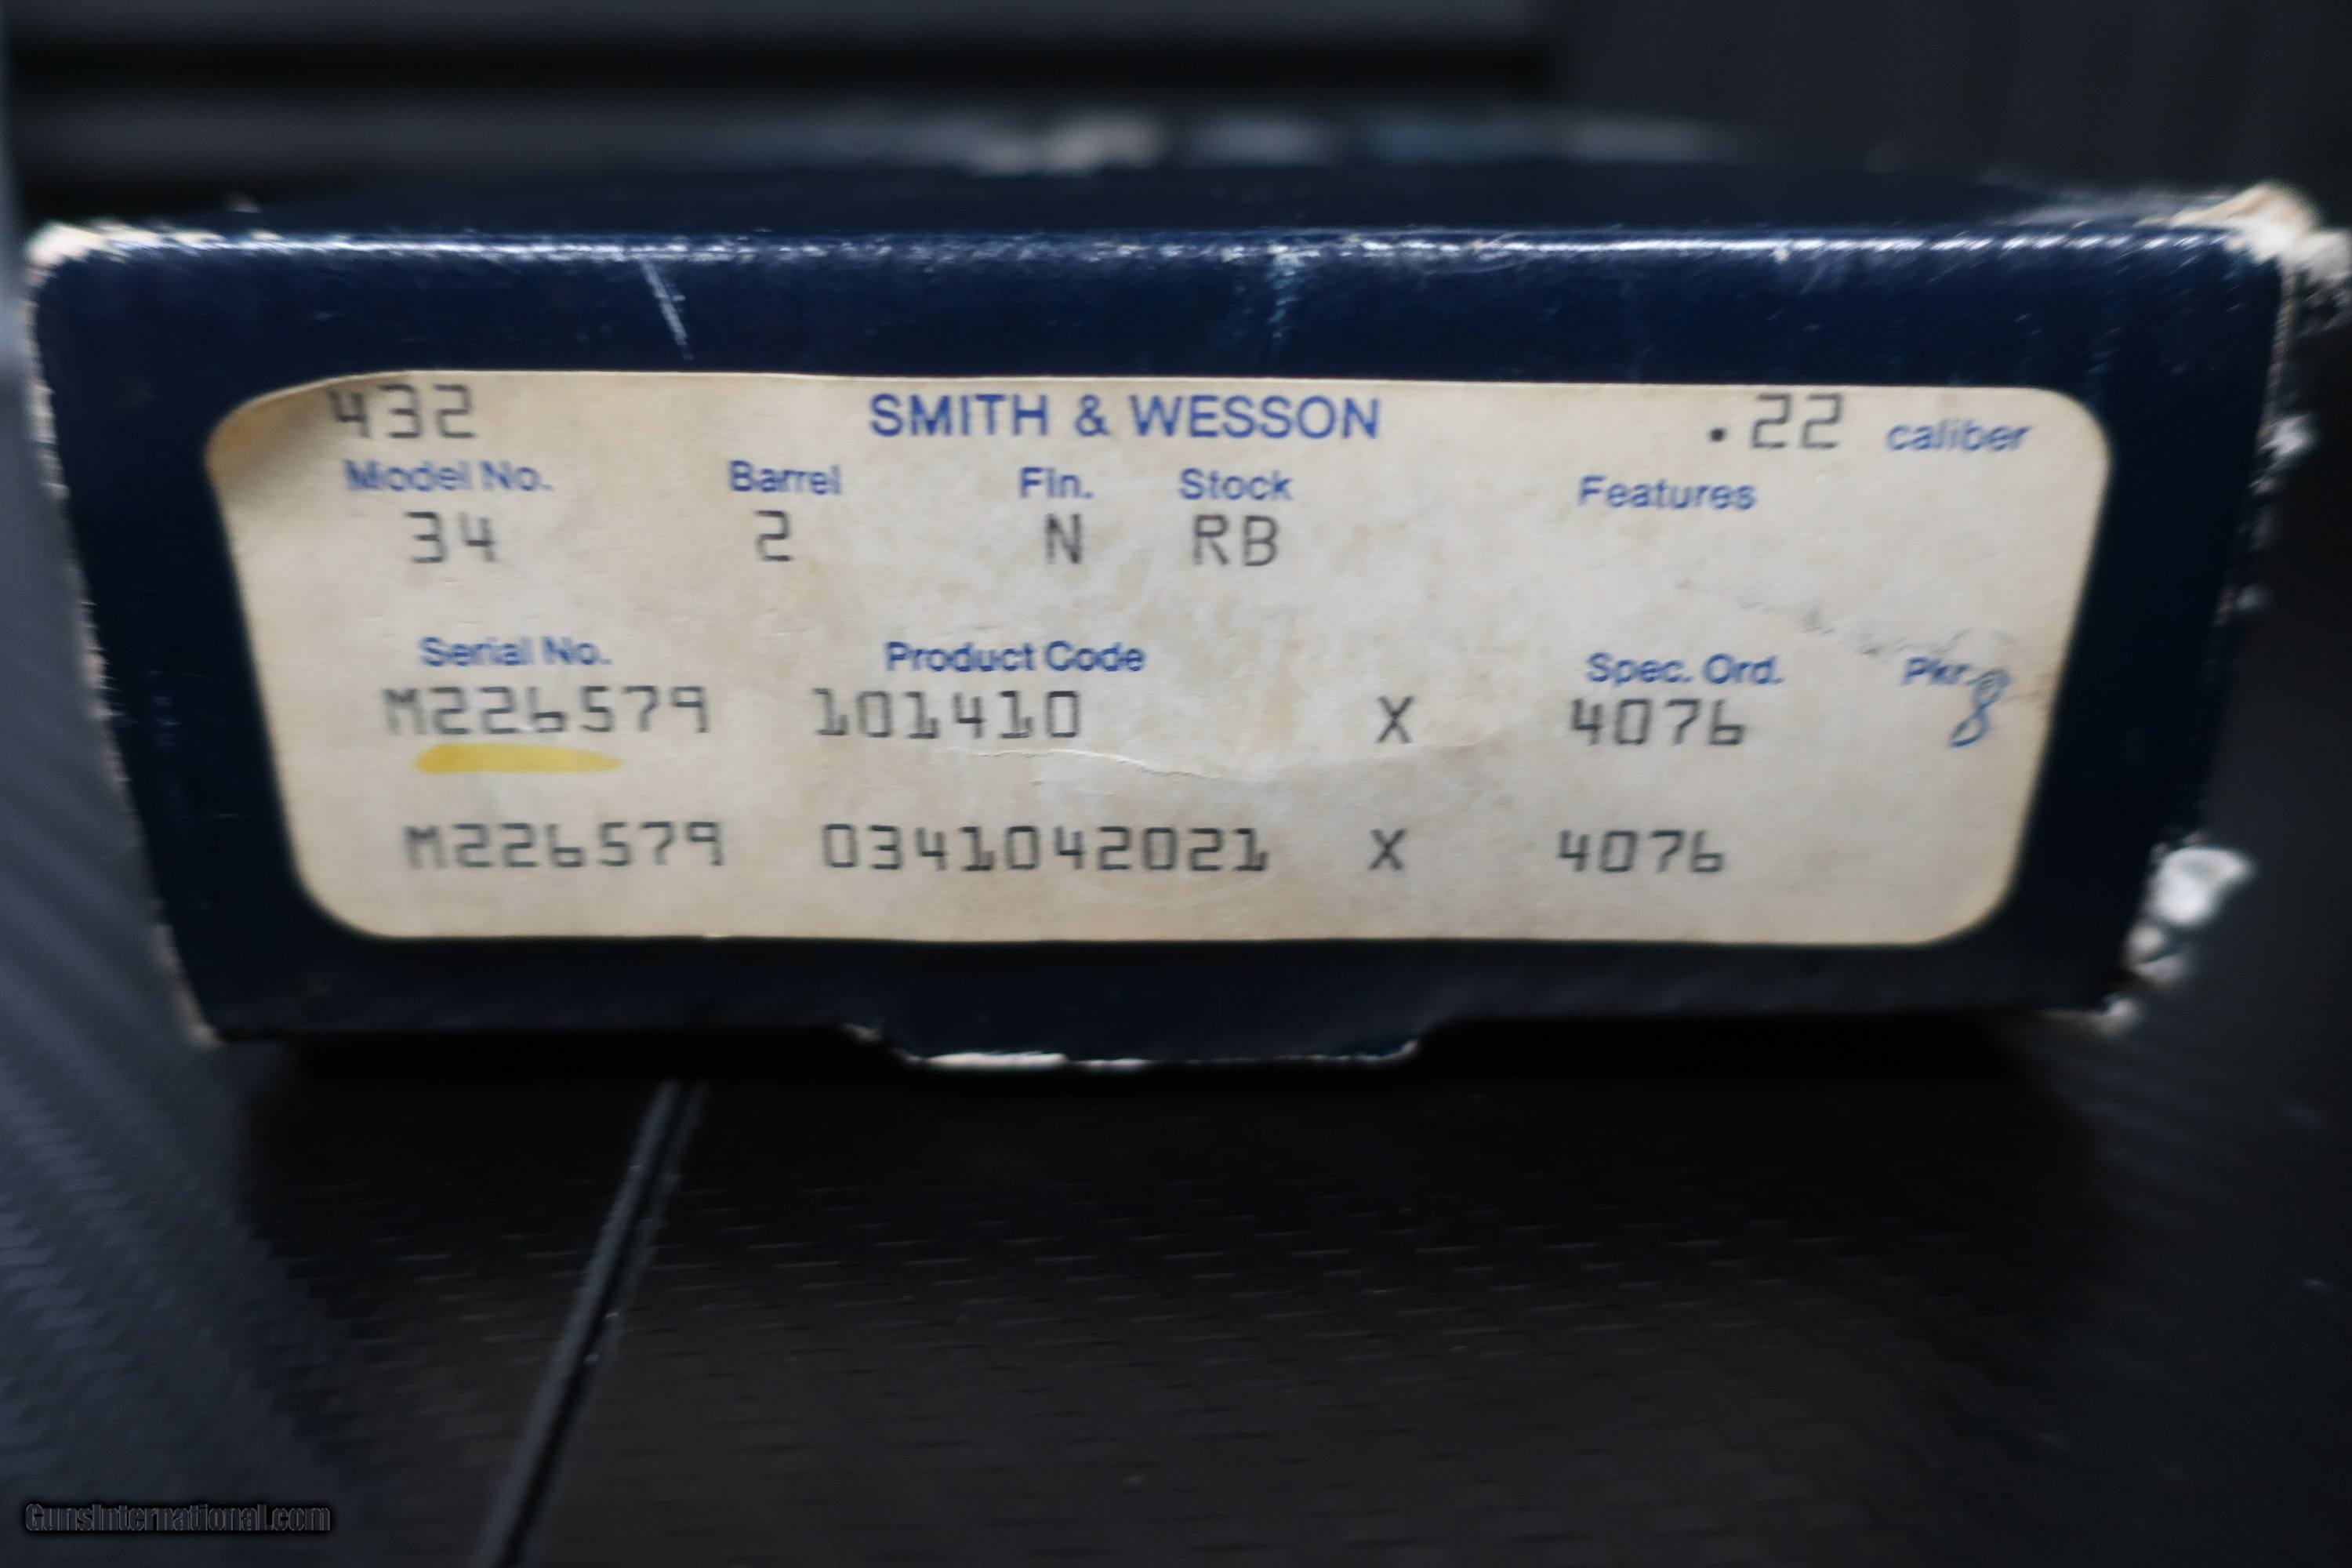 432 SMITH & WESSON .22 caliber
Model No. Barrel Fin. Stock Features
34 2 N RB
Serial No. Product Code Spec. Ord. Pkr.
M226579 101410 X 4076 8
M226579 0341042021 X 4076
GunsInternational.com